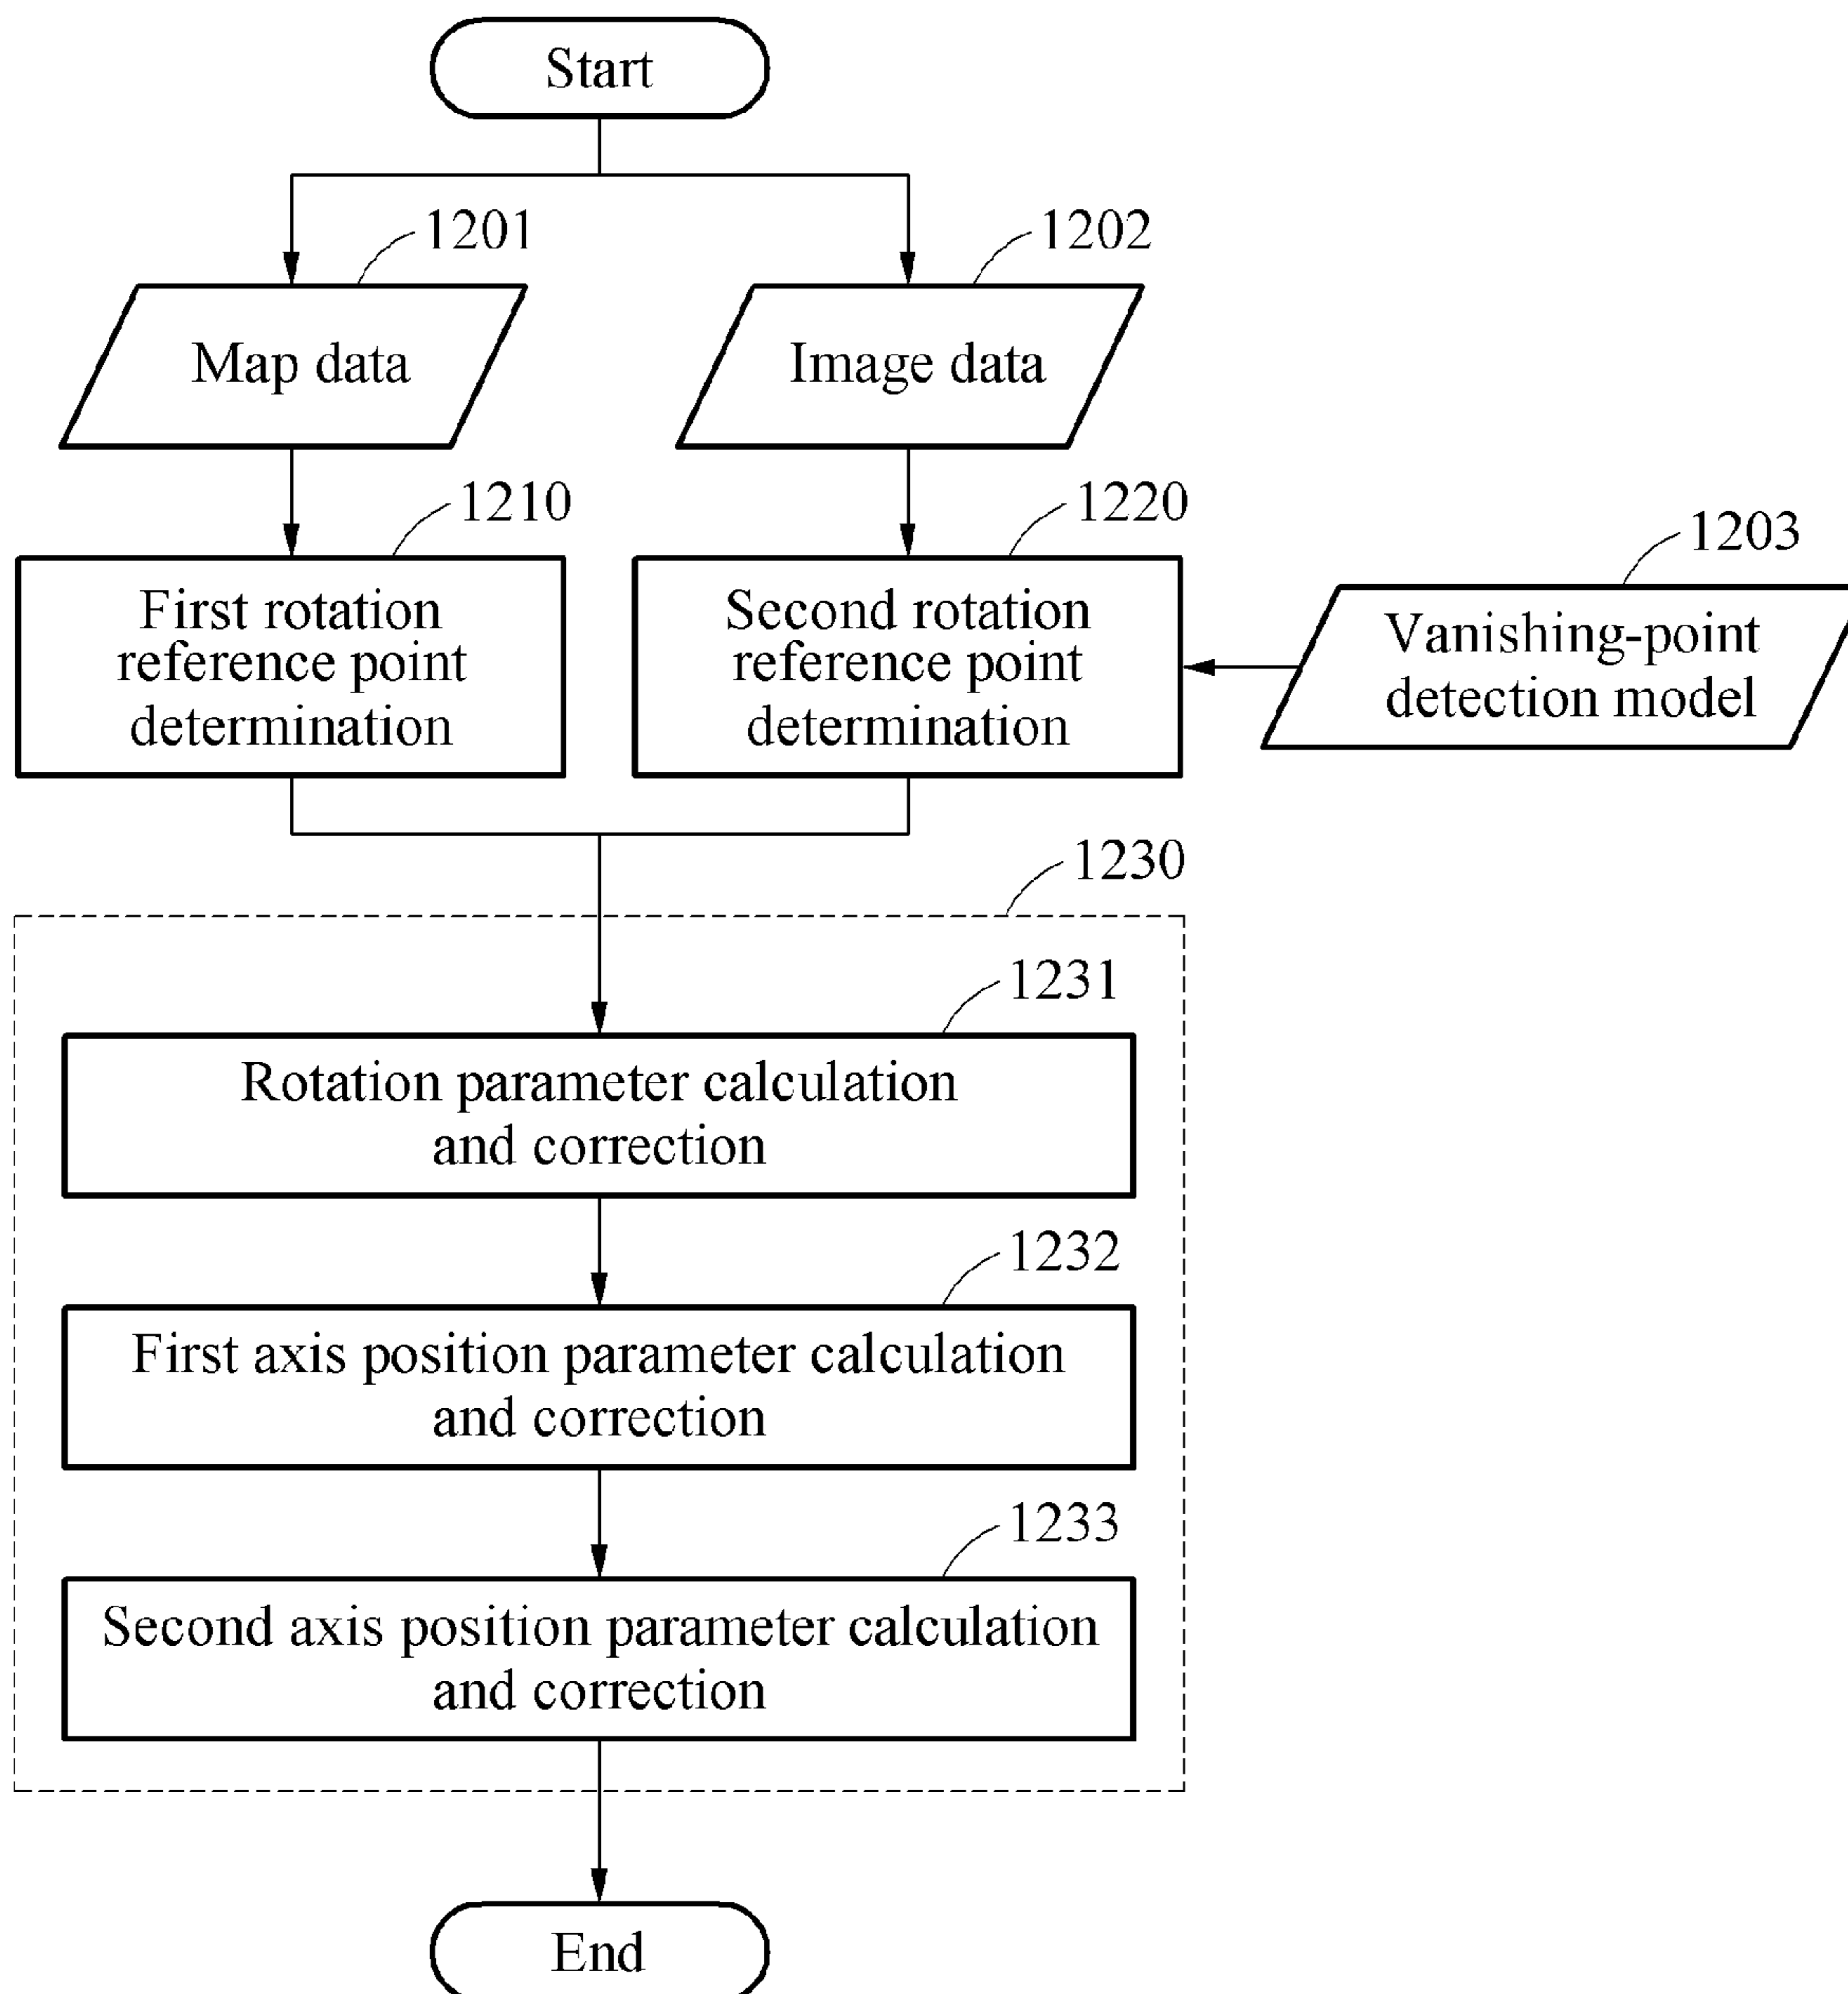 Start
1201
1202
Map data
Image data
1210
1220
1203
First rotation
reference point
determination
Second rotation
reference point
determination
Vanishing-point
detection model
1230
1231
Rotation parameter calculation
and correction
1232
First axis position parameter calculation
and correction
1233
Second axis position parameter calculation
and correction
End